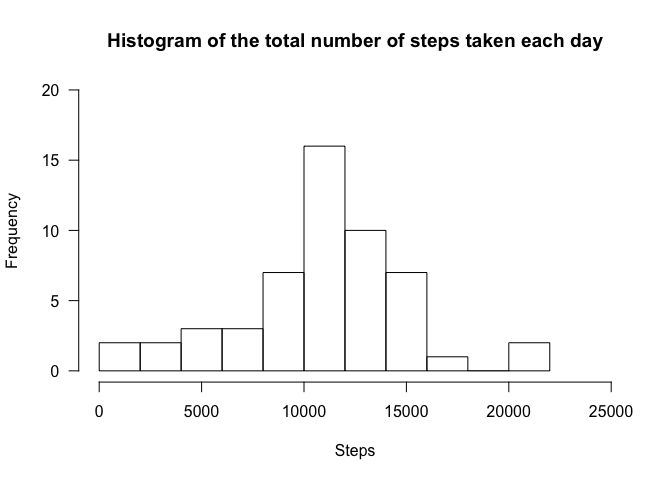 Histogram of the total number of steps taken each day
20
15
10
5
0
Frequency
0 5000 10000 15000 20000 25000
Steps